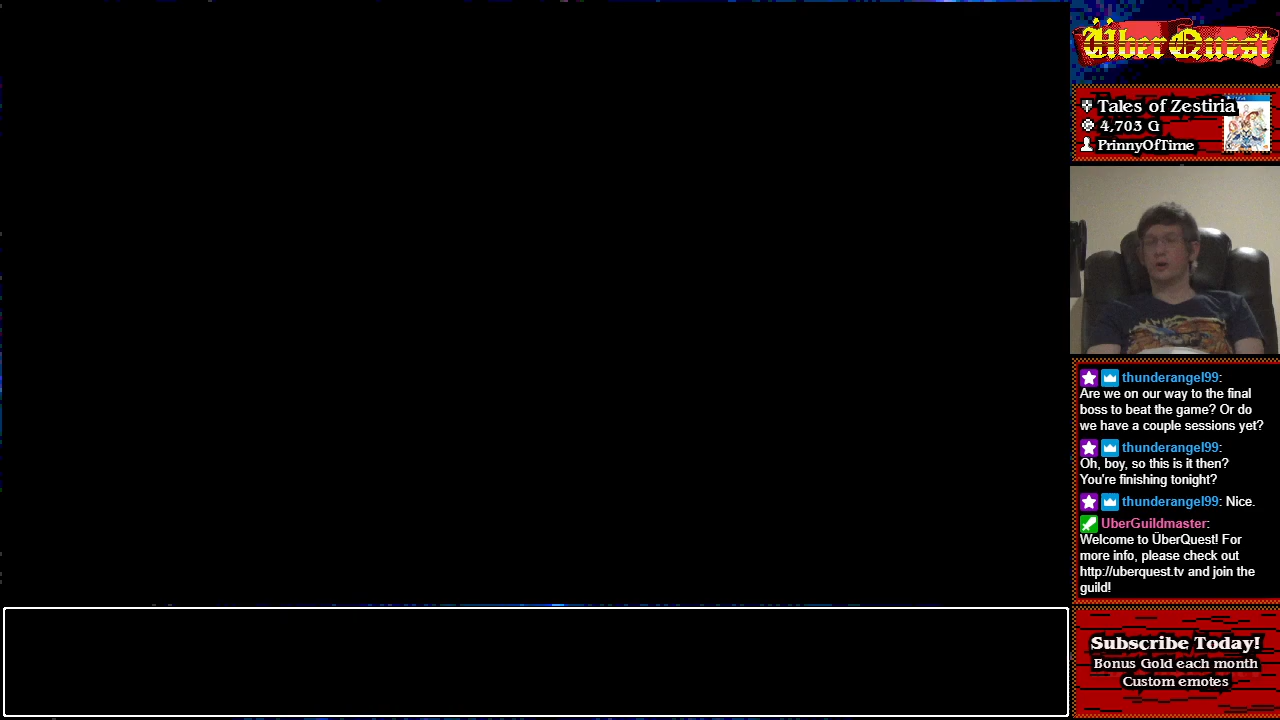 ÜberQuest
Tales of Zestiria
4,703 G
PrinnyOfTime
thunderangel99:
Are we on our way to the final
boss to beat the game? Or do
we have a couple sessions yet?
thunderangel99:
Oh, boy, so this is it then?
You're finishing tonight?
thunderangel99: Nice.
UberGuildmaster:
Welcome to ÜberQuest! For
more info, please check out
http://uberquest.tv and join the
guild!
Subscribe Today!
Bonus Gold each month
Custom emotes